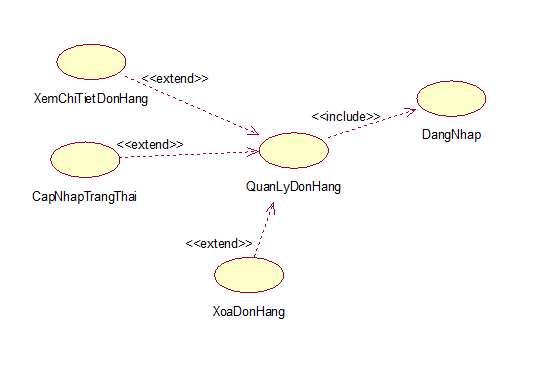 <<extend>>
XemChiTietDonHang
<<include>>
DangNhap
<<extend>>
CapNhapTrangThai
QuanLyDonHang
<<extend>>
XoaDonHang